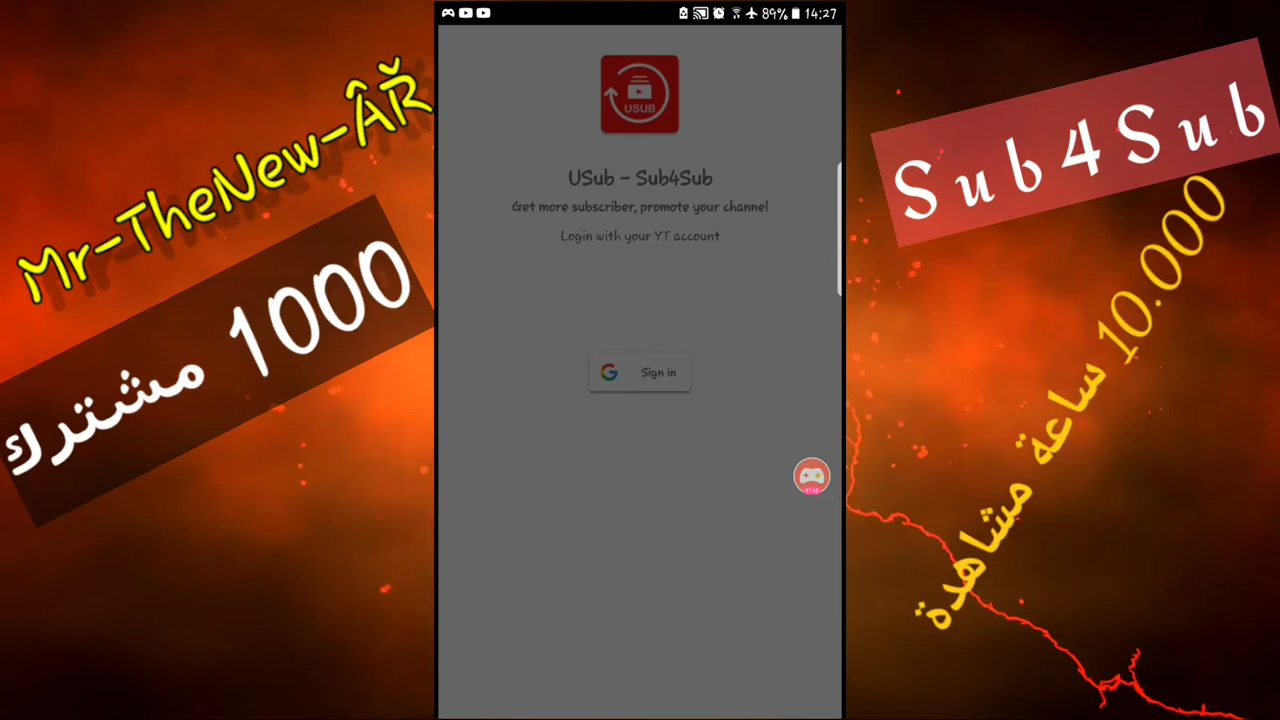 89% 14:27
USUB
USub - Sub4Sub
Get more subscriber, promote your channel
Login with your YT account
Sign in
Mr-TheNew-ÂŘ
1000 مشترك
Sub4Sub
10.000 ساعة مشاهدة